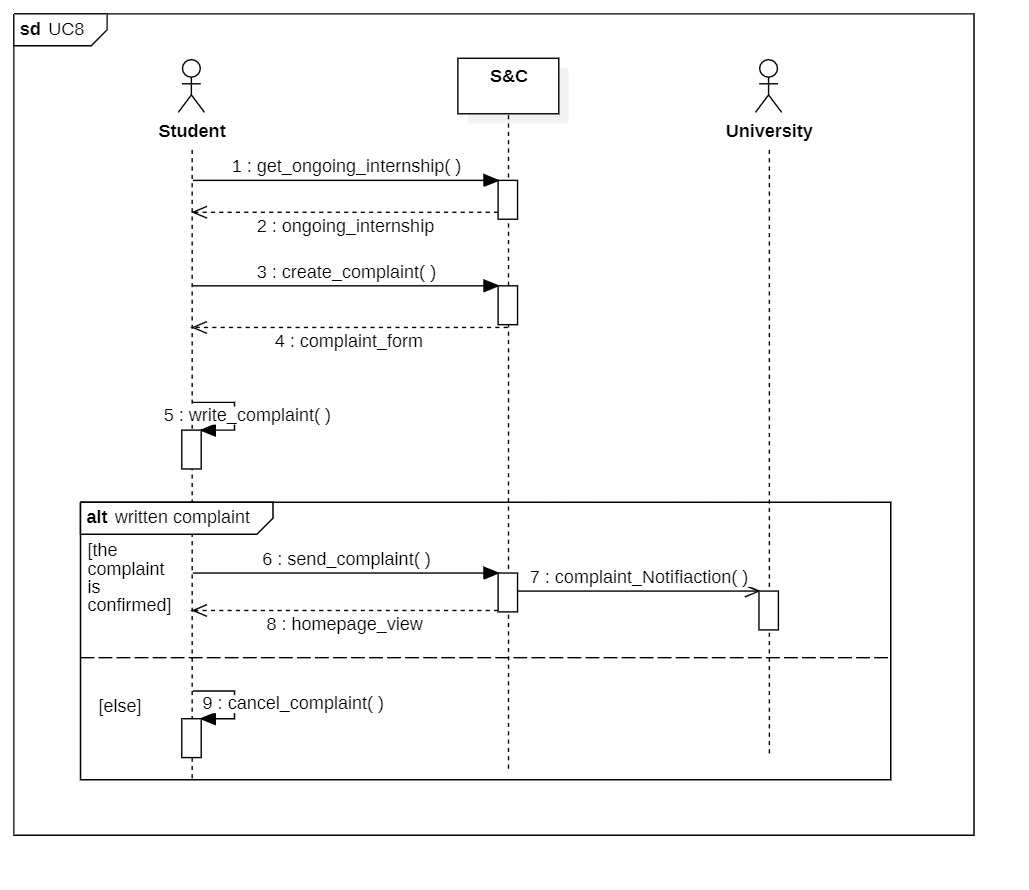 sd UC8
S&C
Student
University
1 : get_ongoing_internship( )
2 : ongoing_internship
3 : create_complaint( )
4 : complaint_form
5 : write_complaint( )
alt written complaint
[the
complaint
is
confirmed]
6 : send_complaint( )
7 : complaint_Notifiaction( )
8 : homepage_view
[else]
9 : cancel_complaint( )